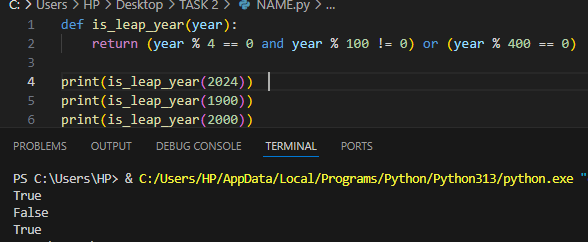 C: > Users > HP > Desktop > TASK 2 > NAME.py > ...
1 def is_leap_year(year):
2     return (year % 4 == 0 and year % 100 != 0) or (year % 400 == 0)
3
4 print(is_leap_year(2024))
5 print(is_leap_year(1900))
6 print(is_leap_year(2000))
PROBLEMS OUTPUT DEBUG CONSOLE TERMINAL PORTS
PS C:\Users\HP> & C:/Users/HP/AppData/Local/Programs/Python/Python313/python.exe "
True
False
True